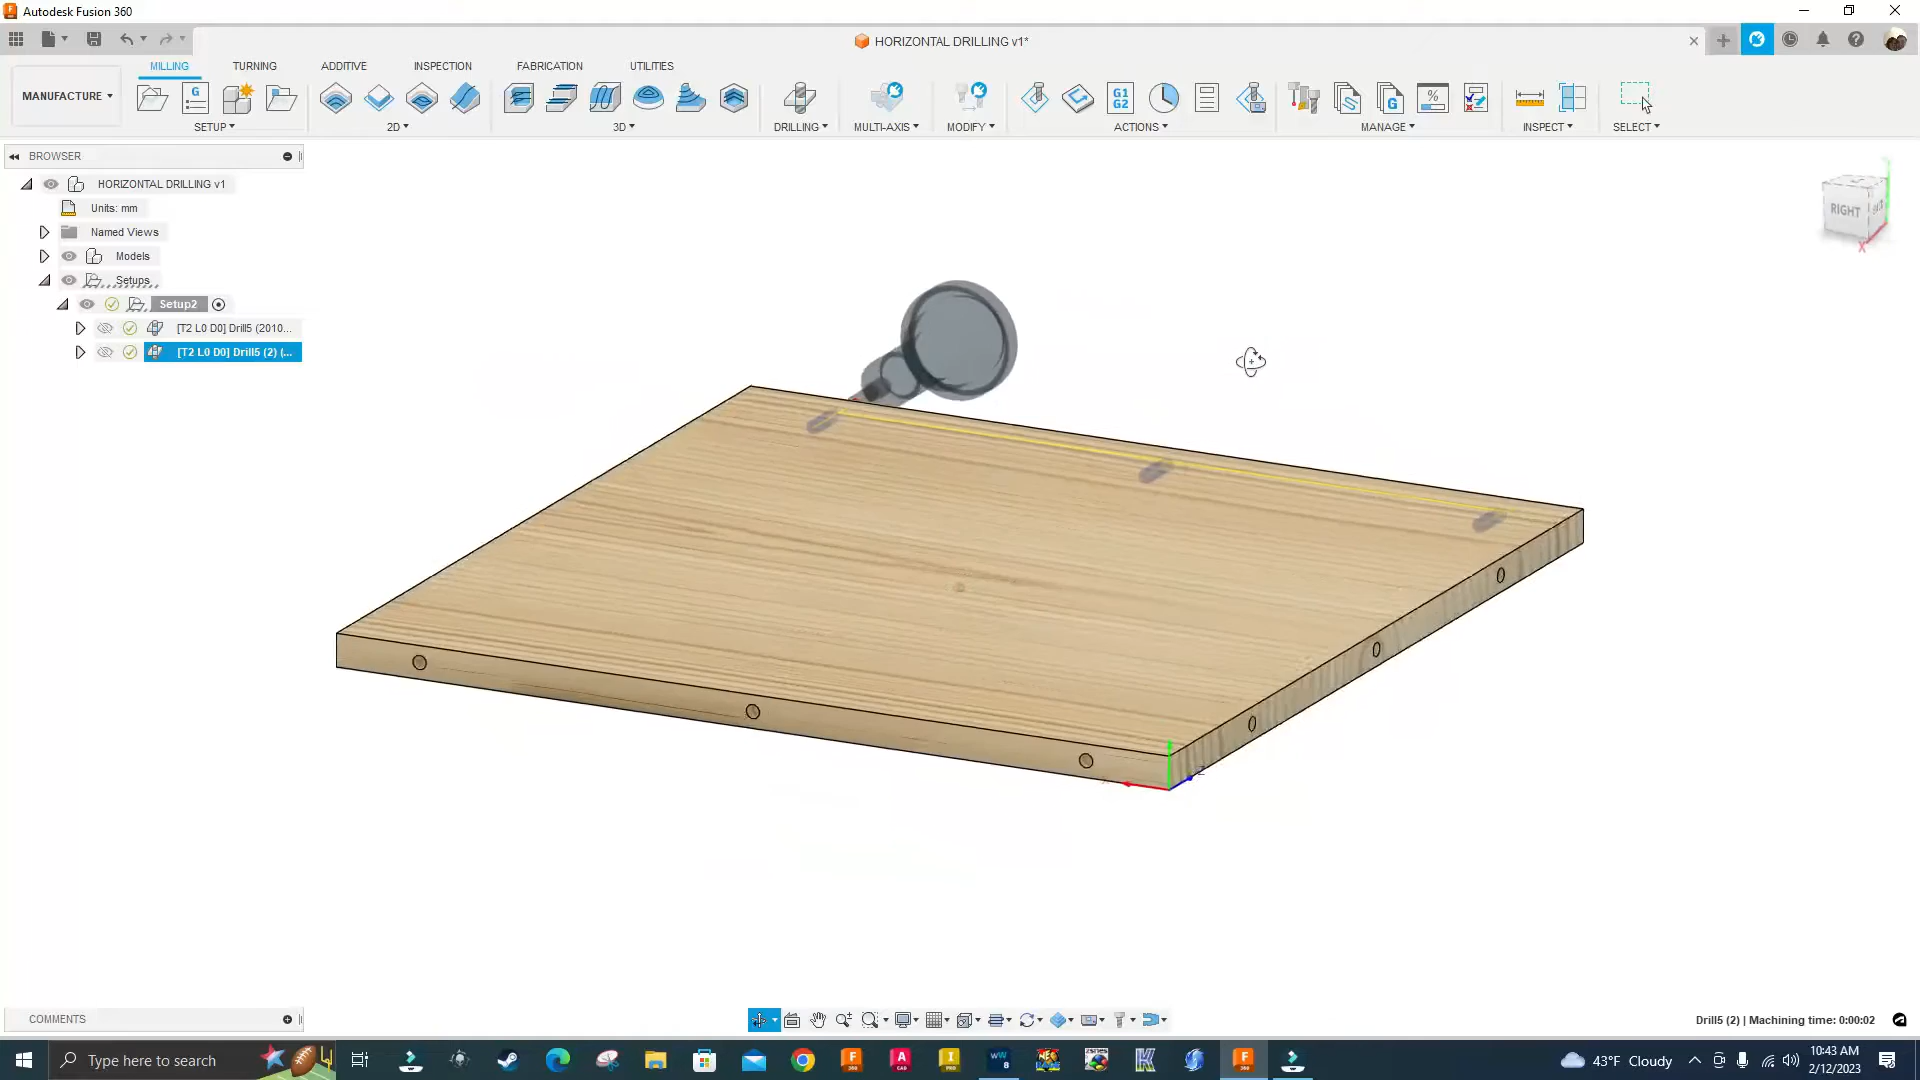 Autodesk Fusion 360
HORIZONTAL DRILLING v1*
MILLING TURNING ADDITIVE INSPECTION FABRICATION UTILITIES
MANUFACTURE
G
G1
G2
G
%
SETUP 2D 3D DRILLING MULTI-AXIS MODIFY ACTIONS MANAGE INSPECT SELECT
BROWSER
HORIZONTAL DRILLING v1
Units: mm
Named Views
Models
Setups
Setup2
[T2 L0 D0] Drill5 (2010...
[T2 L0 D0] Drill5 (2) (...
RIGHT
X
Z
COMMENTS
Drill5 (2) | Machining time: 0:00:02
Type here to search
43°F Cloudy
10:43 AM
2/12/2023